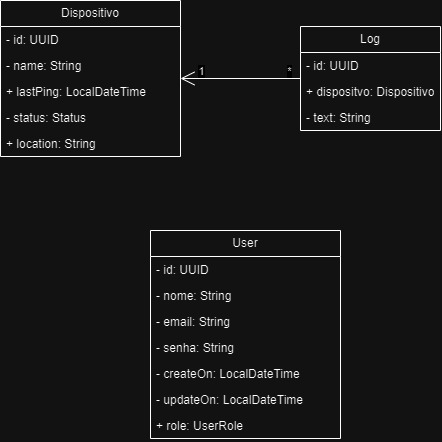 Dispositivo
- id: UUID
- name: String
+ lastPing: LocalDateTime
- status: Status
+ location: String
1
*
Log
- id: UUID
+ dispositvo: Dispositivo
- text: String
User
- id: UUID
- nome: String
- email: String
- senha: String
- createOn: LocalDateTime
- updateOn: LocalDateTime
+ role: UserRole